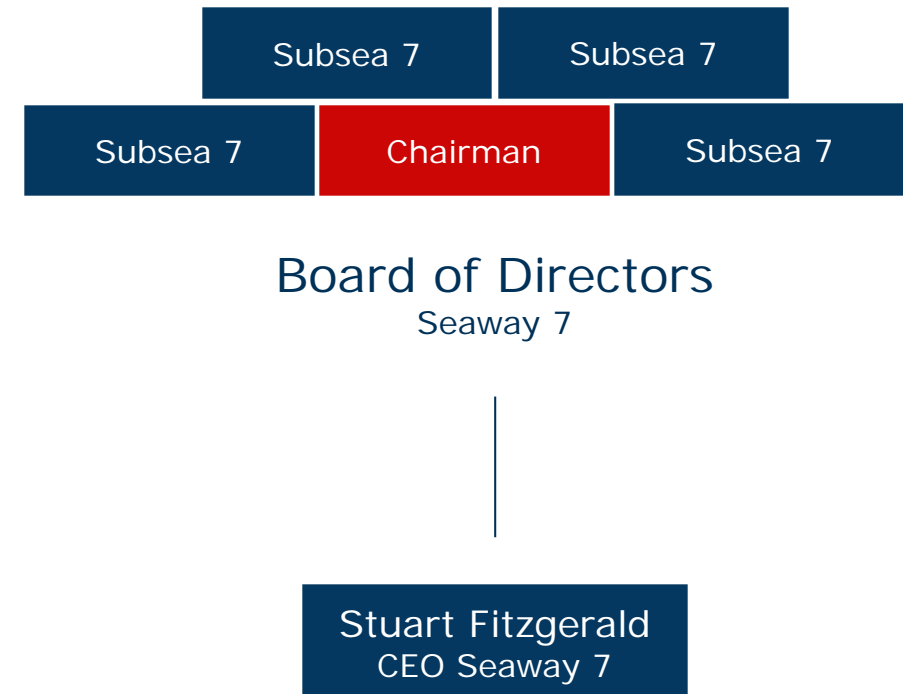 Subsea 7
Subsea 7
Subsea 7
Chairman
Subsea 7
Board of Directors
Seaway 7
Stuart Fitzgerald
CEO Seaway 7